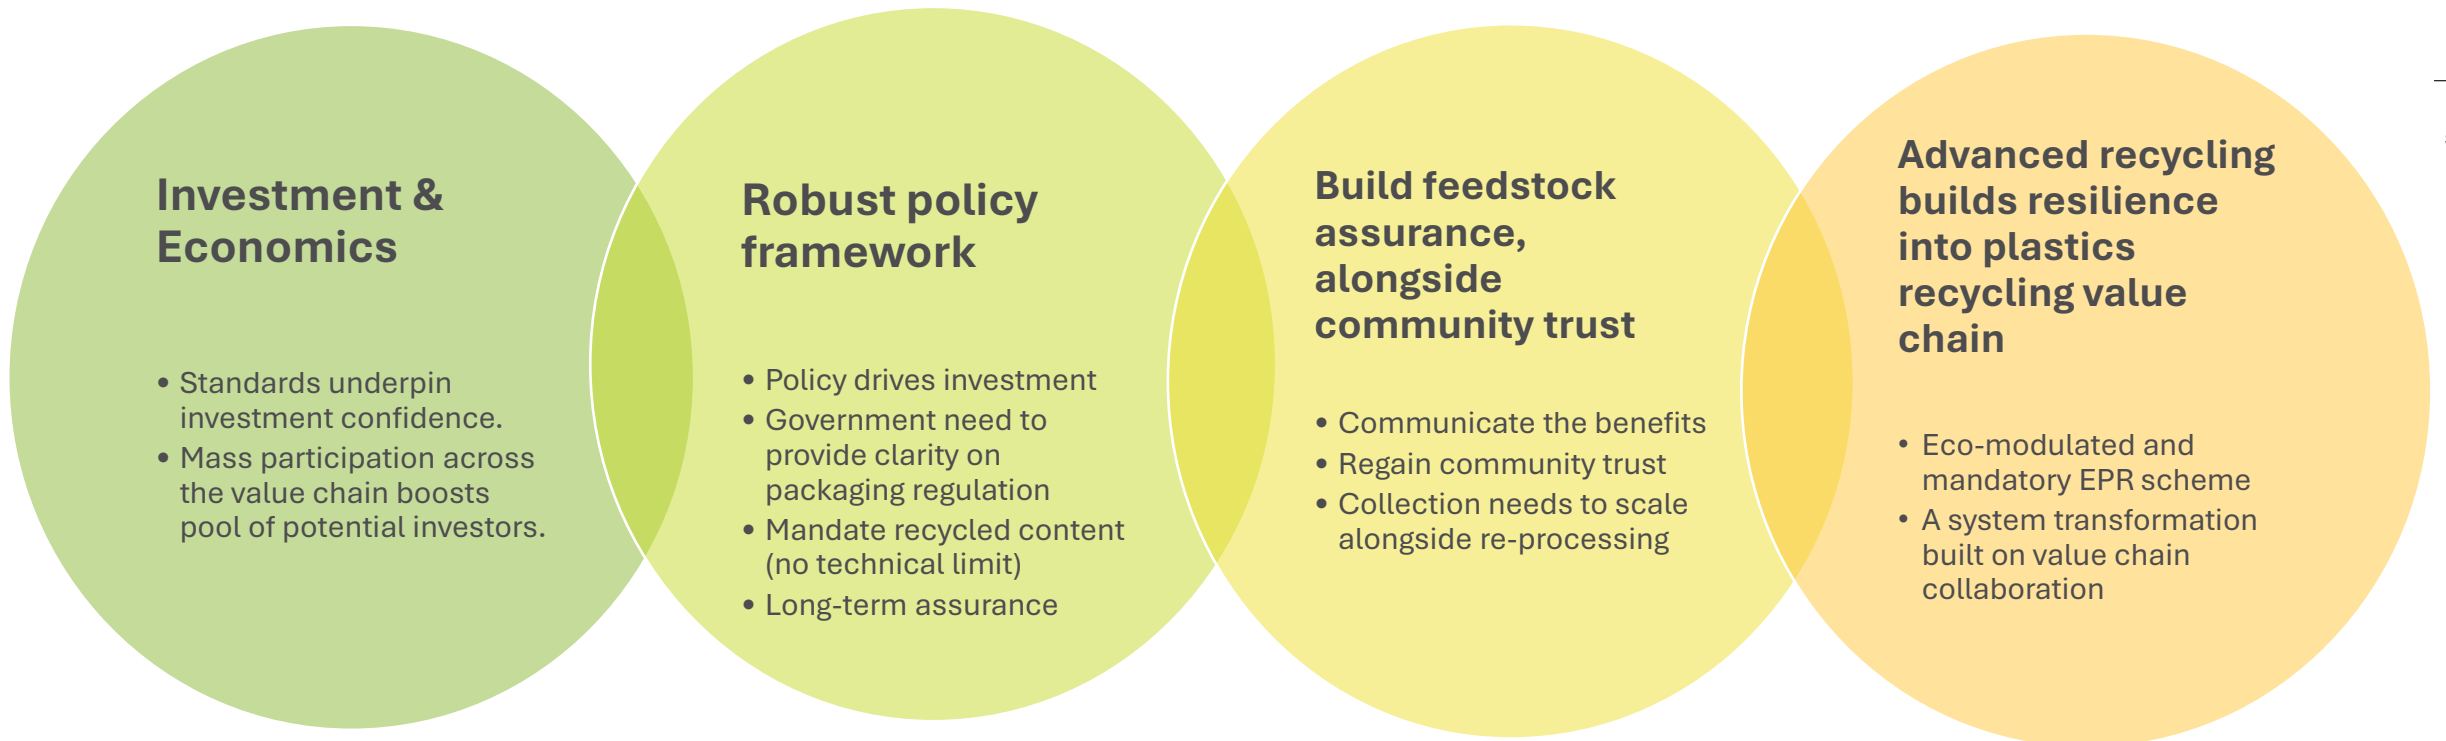 Investment &
Economics
• Standards underpin
investment confidence.
• Mass participation across
the value chain boosts
pool of potential investors.
Robust policy
framework
• Policy drives investment
• Government need to
provide clarity on
packaging regulation
• Mandate recycled content
(no technical limit)
• Long-term assurance
Build feedstock
assurance,
alongside
community trust
• Communicate the benefits
• Regain community trust
• Collection needs to scale
alongside re-processing
Advanced recycling
builds resilience
into plastics
recycling value
chain
• Eco-modulated and
mandatory EPR scheme
• A system transformation
built on value chain
collaboration